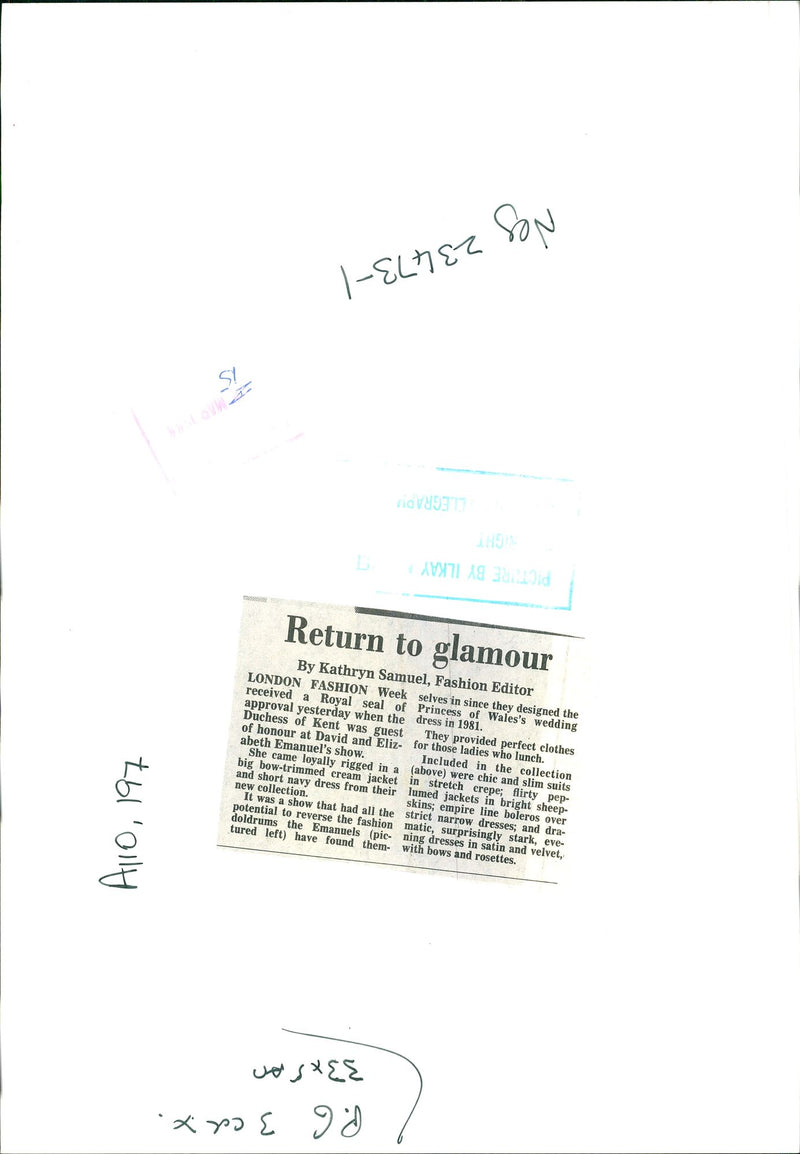 Neg 23473-1
15
MAR
TELEGRAPH
RIGHT
PICTURE BY ILKAY
Return to glamour
By Kathryn Samuel, Fashion Editor
LONDON FASHION Week
received a Royal seal of
approval yesterday when the
Duchess of Kent was guest
of honour at David and Eliz-
abeth Emanuel's show.
She came loyally rigged in a
big bow-trimmed cream jacket
and short navy dress from their
new collection.
It was a show that had all the
potential to reverse the fashion
doldrums the Emanuels (pic-
tured left) have found them-
selves in since they designed the
Princess of Wales's wedding
dress in 1981.
They provided perfect clothes
for those ladies who lunch.
Included in the collection
(above) were chic and slim suits
in stretch crepe; flirty pep-
lumed jackets in bright sheep-
skins; empire line boleros over
strict narrow dresses; and dra-
matic, surprisingly stark, eve-
ning dresses in satin and velvet,
with bows and rosettes.
A110,197
P.6 3 col x.